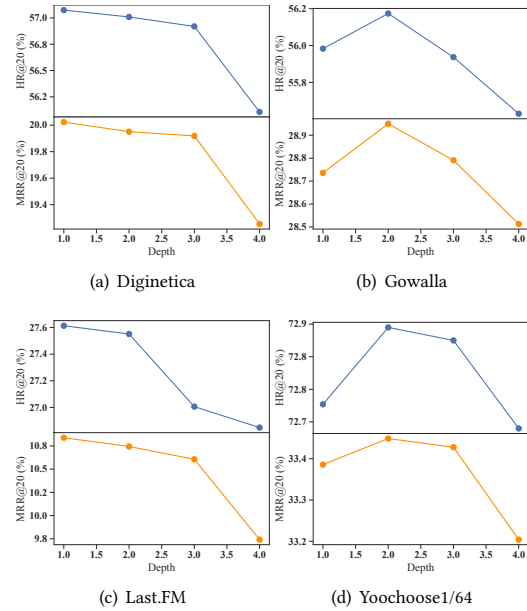 57.0
56.8
56.5
56.2
HR@20 (%)
20.0
19.8
19.6
19.4
MRR@20 (%)
1.0 1.5 2.0 2.5 3.0 3.5 4.0
Depth
(a) Diginetica
56.2
56.0
55.8
HR@20 (%)
28.9
28.8
28.7
28.6
28.5
MRR@20 (%)
1.0 1.5 2.0 2.5 3.0 3.5 4.0
Depth
(b) Gowalla
27.6
27.4
27.2
27.0
HR@20 (%)
10.8
10.5
10.2
10.0
9.8
MRR@20 (%)
1.0 1.5 2.0 2.5 3.0 3.5 4.0
Depth
(c) Last.FM
72.9
72.8
72.7
HR@20 (%)
33.4
33.3
33.2
MRR@20 (%)
1.0 1.5 2.0 2.5 3.0 3.5 4.0
Depth
(d) Yoochoose1/64